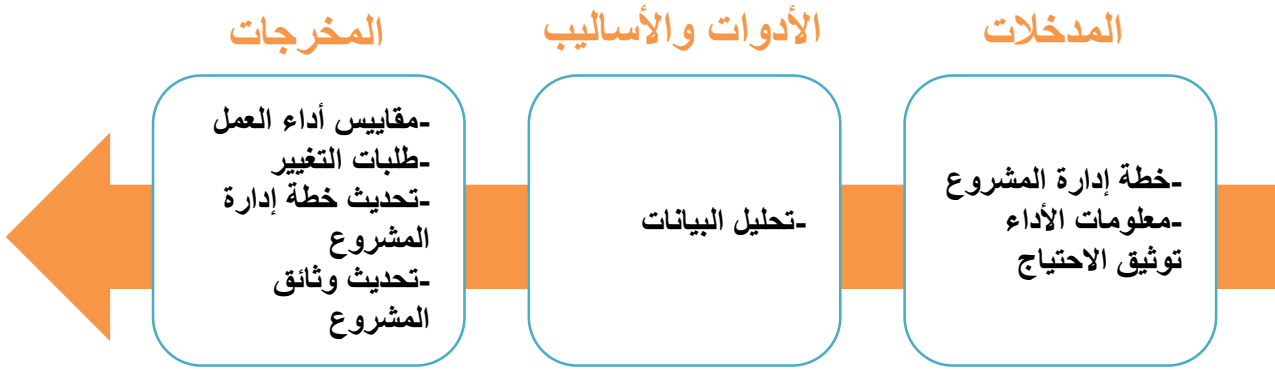 المدخلات
الأدوات والأساليب
المخرجات
-خطة إدارة المشروع
-معلومات الأداء
توثيق الاحتياج
-تحليل البيانات
-مقاييس أداء العمل
-طلبات التغيير
-تحديث خطة إدارة
المشروع
-تحديث وثائق
المشروع